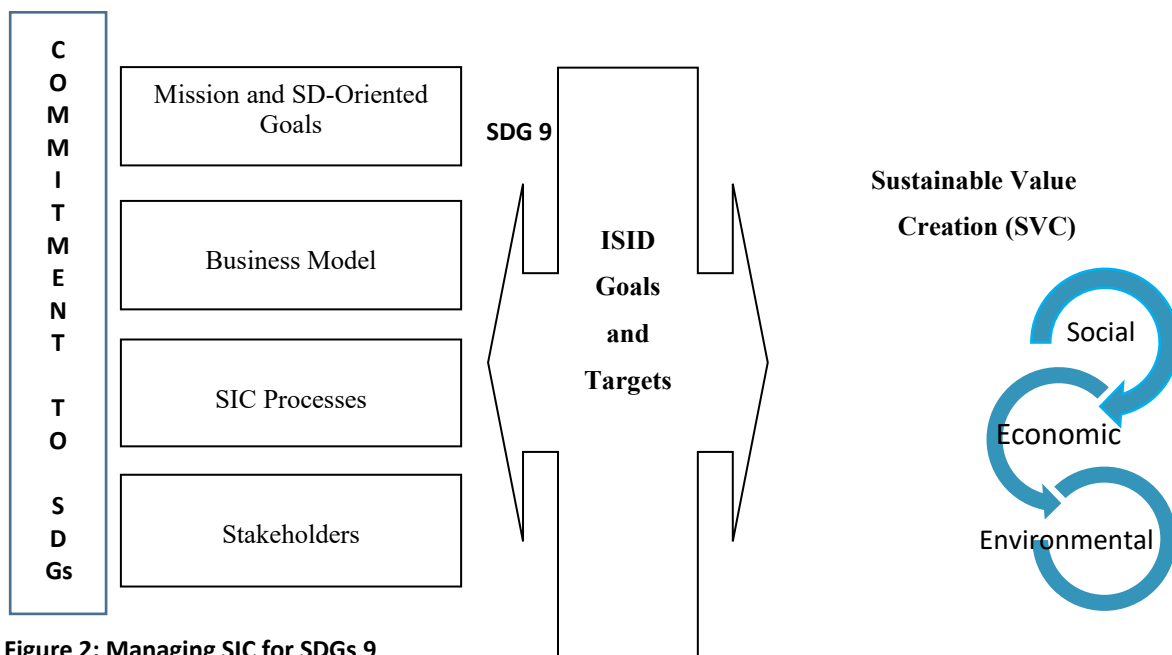 C
O
M
M
I
T
M
E
N
T
T
O
S
D
Gs
Mission and SD-Oriented
Goals
Business Model
SIC Processes
Stakeholders
SDG 9
ISID
Goals
and
Targets
Sustainable Value
Creation (SVC)
Social
Economic
Environmental
Figure 2: Managing SIC for SDGs 9